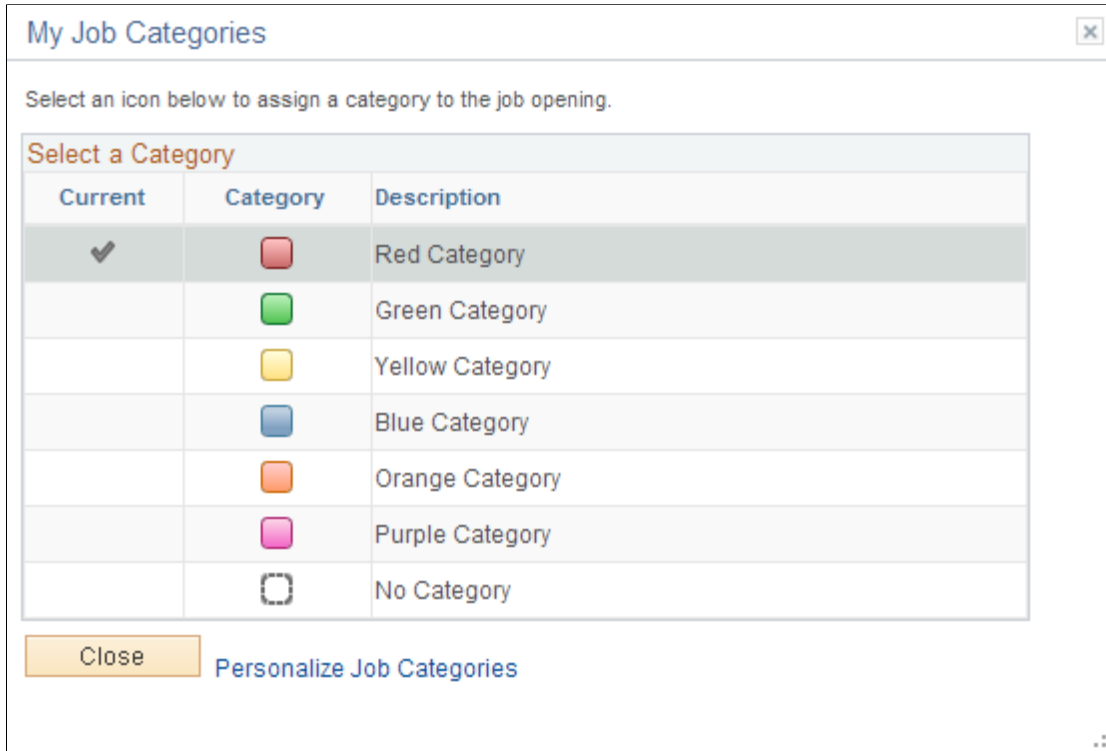 My Job Categories
Select an icon below to assign a category to the job opening.
Select a Category
Current Category Description
Red Category
Green Category
Yellow Category
Blue Category
Orange Category
Purple Category
No Category
Close Personalize Job Categories